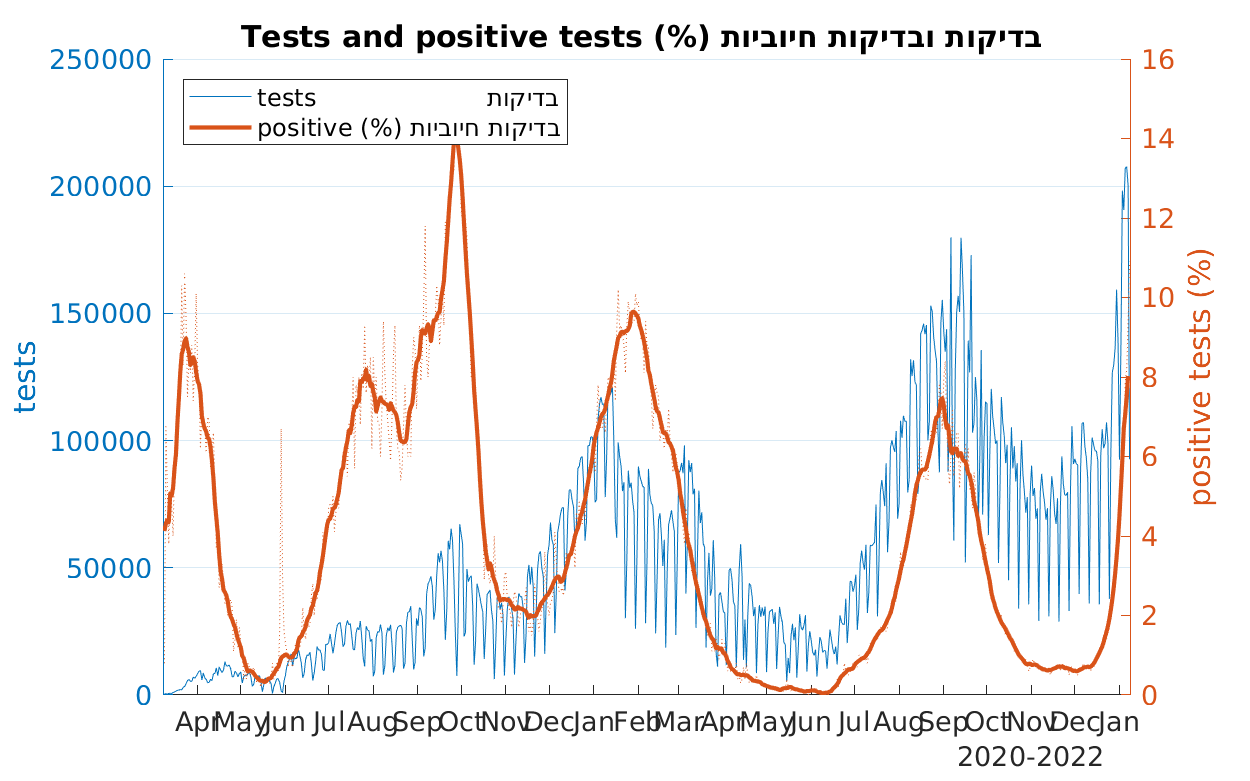 Tests and positive tests (%) בדיקות ובדיקות חיוביות
250000
200000
150000
100000
50000
0
tests
tests בדיקות
positive (%) בדיקות חיוביות
16
14
12
10
8
6
4
2
0
positive tests (%)
Apr May Jun Jul Aug Sep Oct Nov Dec Jan Feb Mar Apr May Jun Jul Aug Sep Oct Nov Dec Jan
2020-2022